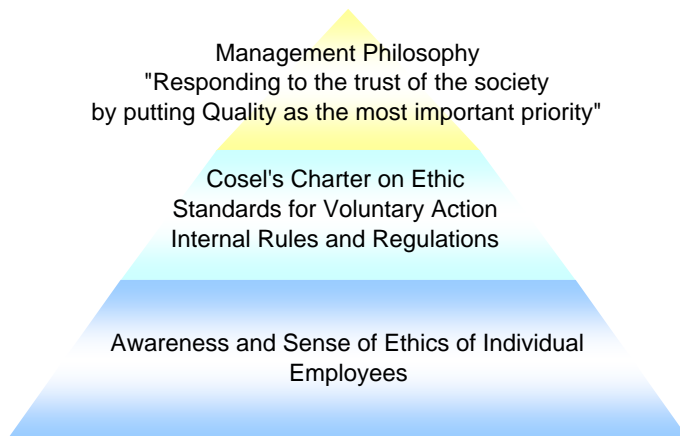 Management Philosophy
"Responding to the trust of the society
by putting Quality as the most important priority"
Cosel's Charter on Ethic
Standards for Voluntary Action
Internal Rules and Regulations
Awareness and Sense of Ethics of Individual
Employees